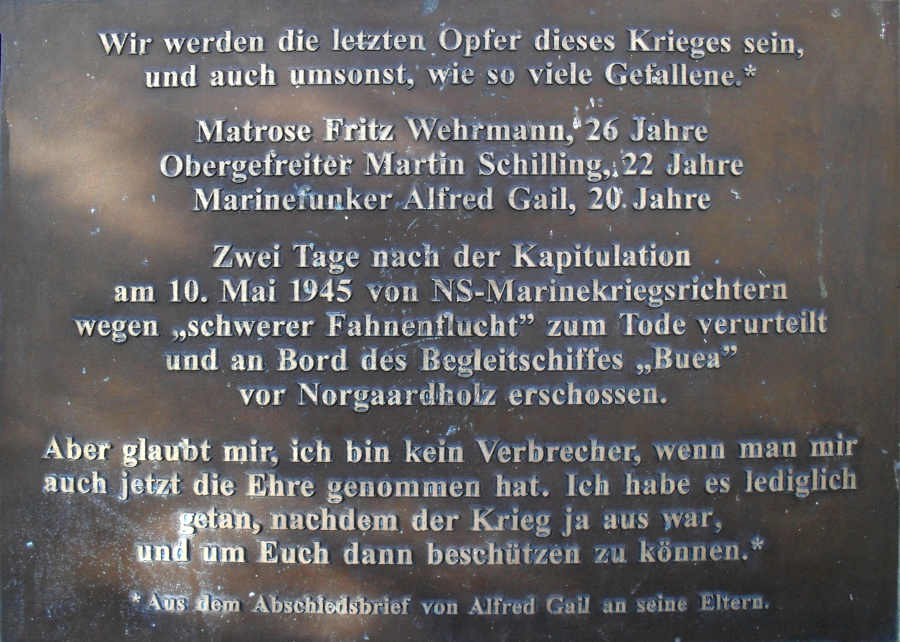 Wir werden die letzten Opfer dieses Krieges sein,
und auch umsonst, wie so viele Gefallene.*
Matrose Fritz Wehrmann, 26 Jahre
Obergefreiter Martin Schilling, 22 Jahre
Marinefunker Alfred Gail, 20 Jahre
Zwei Tage nach der Kapitulation
am 10. Mai 1945 von NS-Marinekriegsrichtern
wegen „schwerer Fahnenflucht” zum Tode verurteilt
und an Bord des Begleitschiffes „Buea”
vor Norgaardholz erschossen.
Aber glaubt mir, ich bin kein Verbrecher, wenn man mir
auch jetzt die Ehre genommen hat. Ich habe es lediglich
getan, nachdem der Krieg ja aus war,
und um Euch dann beschützen zu können.*
*Aus dem Abschiedsbrief von Alfred Gail an seine Eltern.